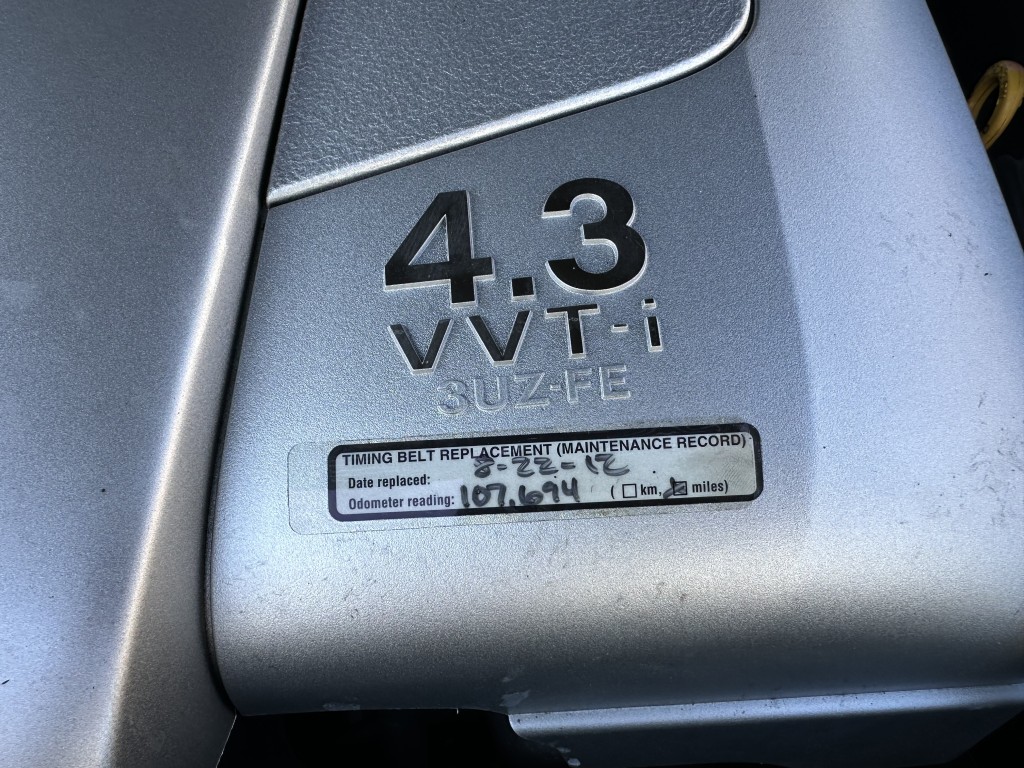 4.3
VVT-i
3UZ-FE
TIMING BELT REPLACEMENT (MAINTENANCE RECORD)
Date replaced: 8-22-12
Odometer reading: 107,694 ( km, miles)